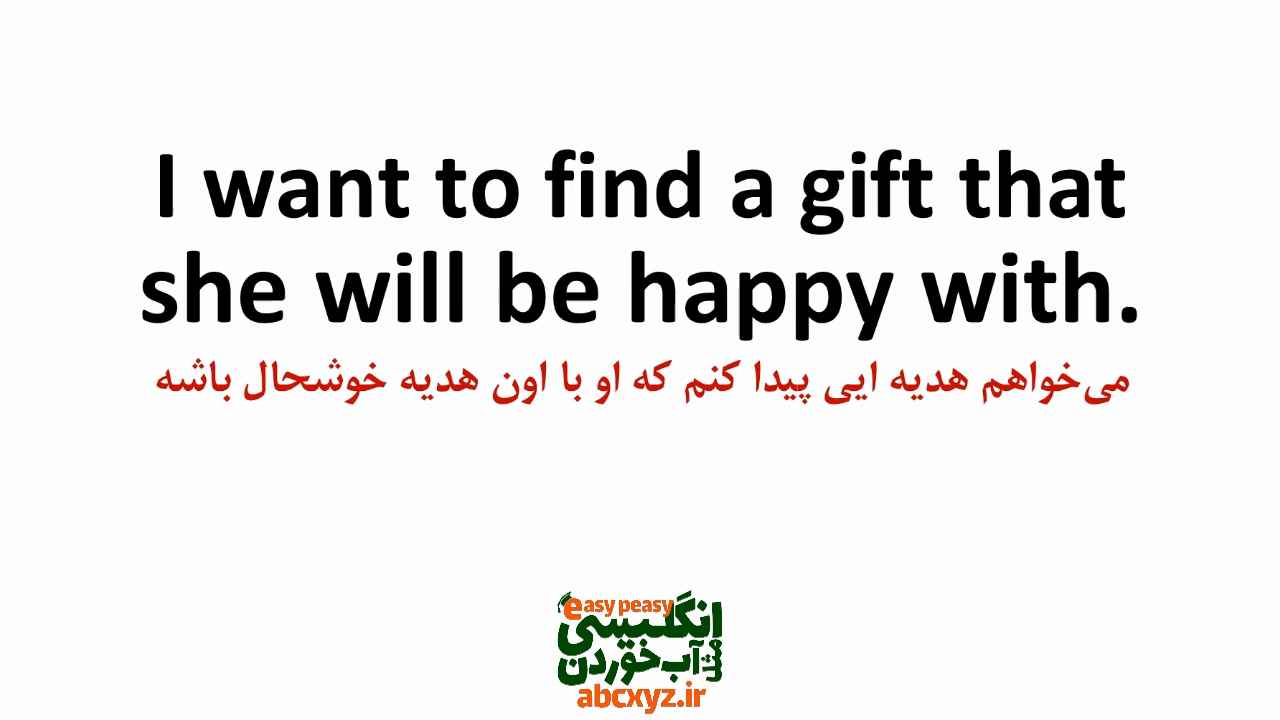 I want to find a gift that
she will be happy with.
می‌خواهم هدیه ایی پیدا کنم که او با اون هدیه خوشحال باشه
easy peasy
انگلیسی
مثل آب خوردن
abcxyz.ir